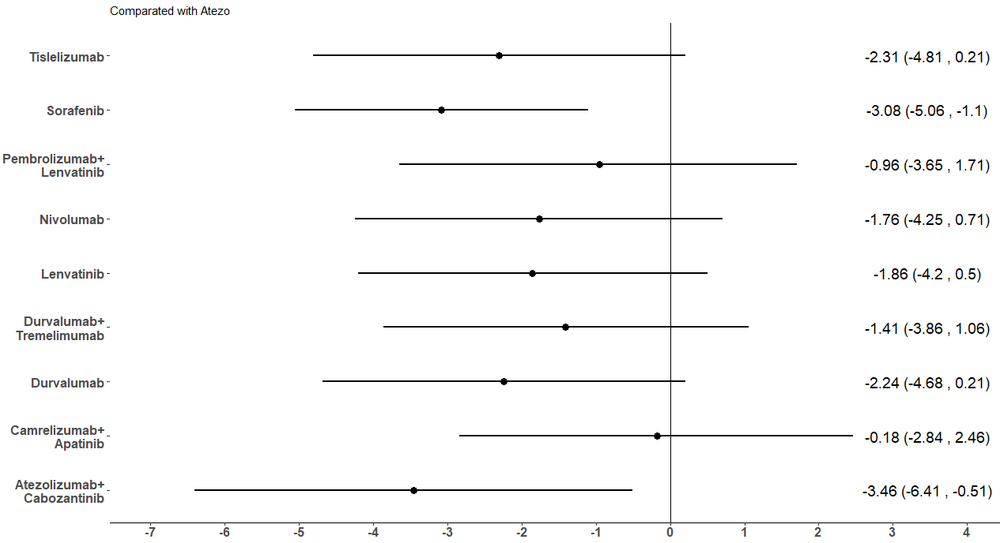 Comparated with Atezo
Tislelizumab
-2.31 (-4.81 , 0.21)
Sorafenib
-3.08 (-5.06 , -1.1)
Pembrolizumab+
Lenvatinib
-0.96 (-3.65 , 1.71)
Nivolumab
-1.76 (-4.25 , 0.71)
Lenvatinib
-1.86 (-4.2 , 0.5)
Durvalumab+
Tremelimumab
-1.41 (-3.86 , 1.06)
Durvalumab
-2.24 (-4.68 , 0.21)
Camrelizumab+
Apatinib
-0.18 (-2.84 , 2.46)
Atezolizumab+
Cabozantinib
-3.46 (-6.41 , -0.51)
-7 -6 -5 -4 -3 -2 -1 0 1 2 3 4